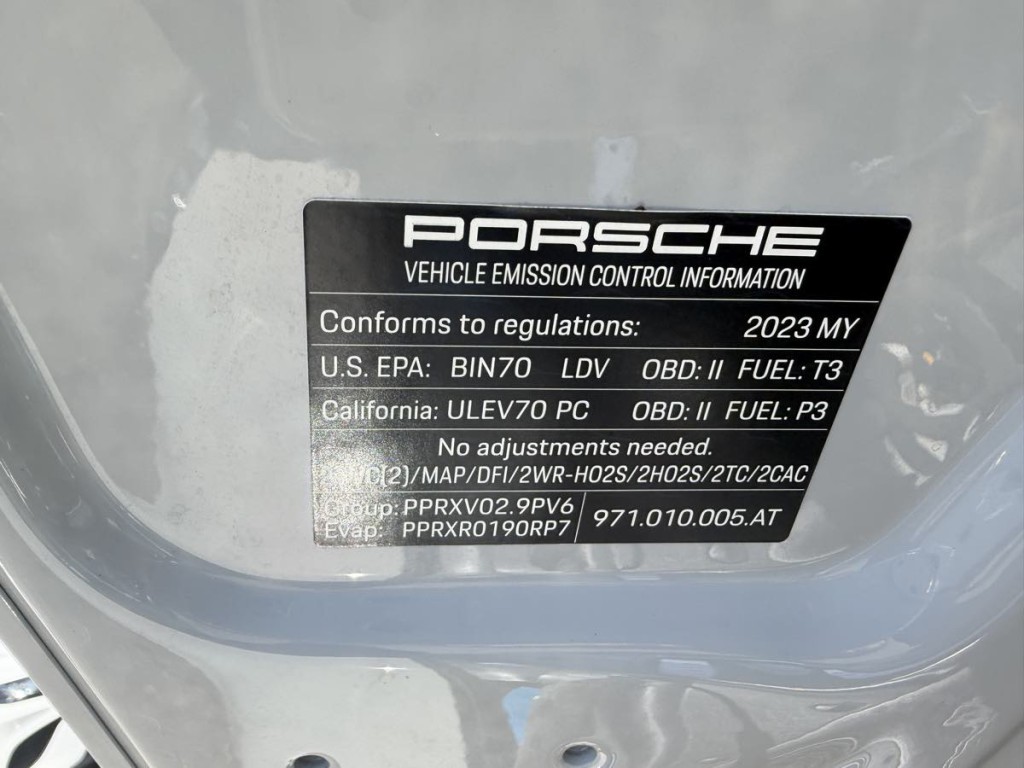 PORSCHE
VEHICLE EMISSION CONTROL INFORMATION
Conforms to regulations: 2023 MY
U.S. EPA: BIN70 LDV OBD: II FUEL: T3
California: ULEV70 PC OBD: II FUEL: P3
No adjustments needed.
/MAP/DFI/2WR-HO2S/2HO2S/2TC/2CAC
Group: PPRXV02.9PV6
Evap: PPRXR0190RP7
971.010.005.AT